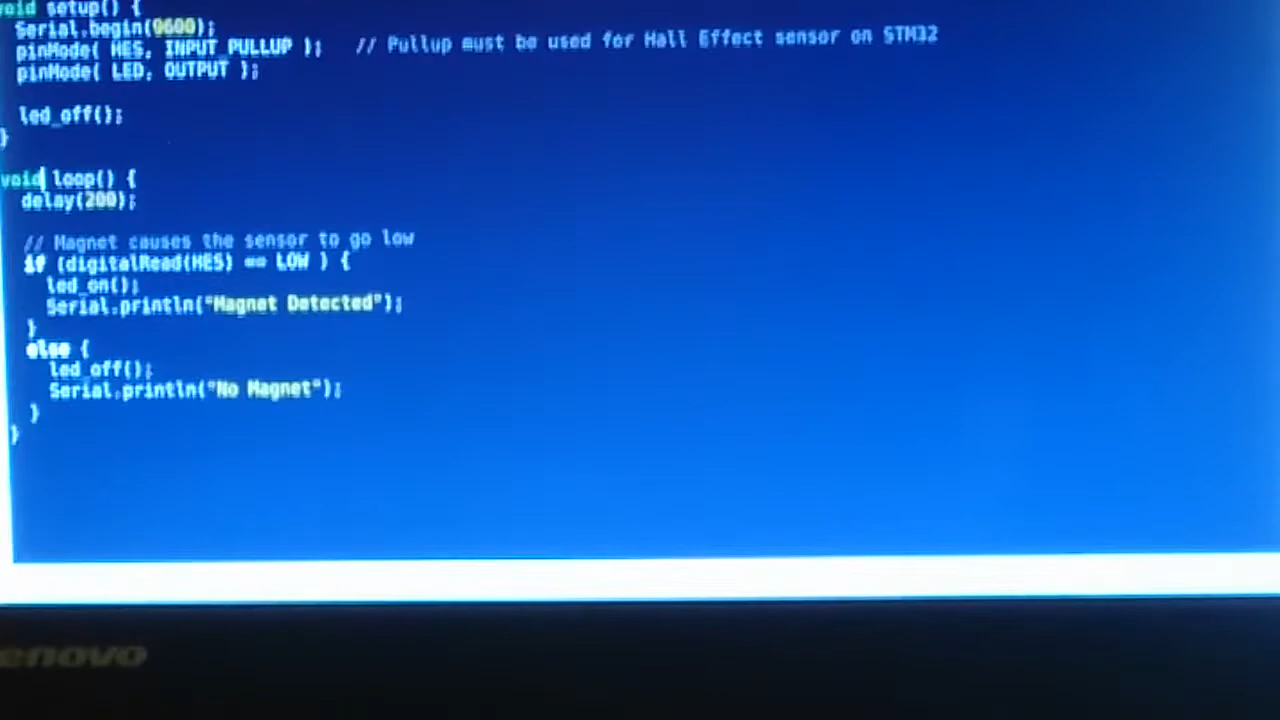 void setup() {
Serial.begin(9600);
pinMode( HES, INPUT_PULLUP ); // Pullup must be used for Hall Effect sensor on STM32
pinMode( LED, OUTPUT );
led_off();
}
void loop() {
delay(200);
// Magnet causes the sensor to go low
if (digitalRead(HES) == LOW ) {
led_on();
Serial.println("Magnet Detected");
}
else {
led_off();
Serial.println("No Magnet");
}
}
enovo